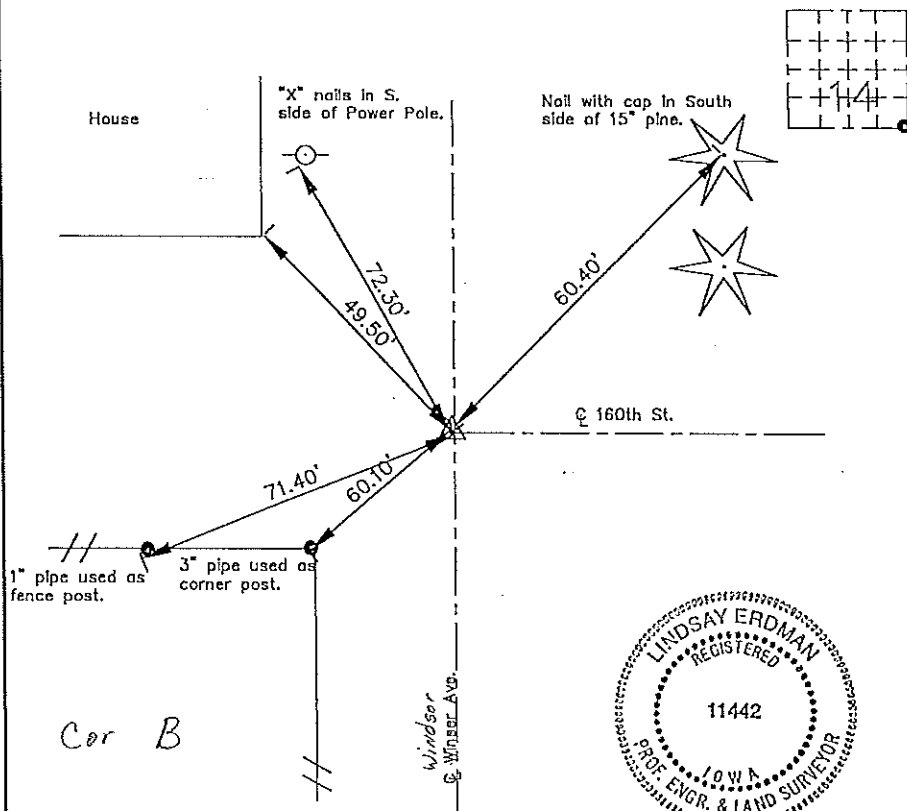 14
House
"X" nails in S.
side of Power Pole.
Nail with cap in South
side of 15" pine.
72.30'
49.50'
60.40'
℄ 160th St.
71.40'
60.10'
1" pipe used as
fence post.
3" pipe used as
corner post.
Cor B
Windsor
℄ Winser Ave.
LINDSAY ERDMAN
REGISTERED
11442
IOWA
PROF. ENGR. & LAND SURVEYOR